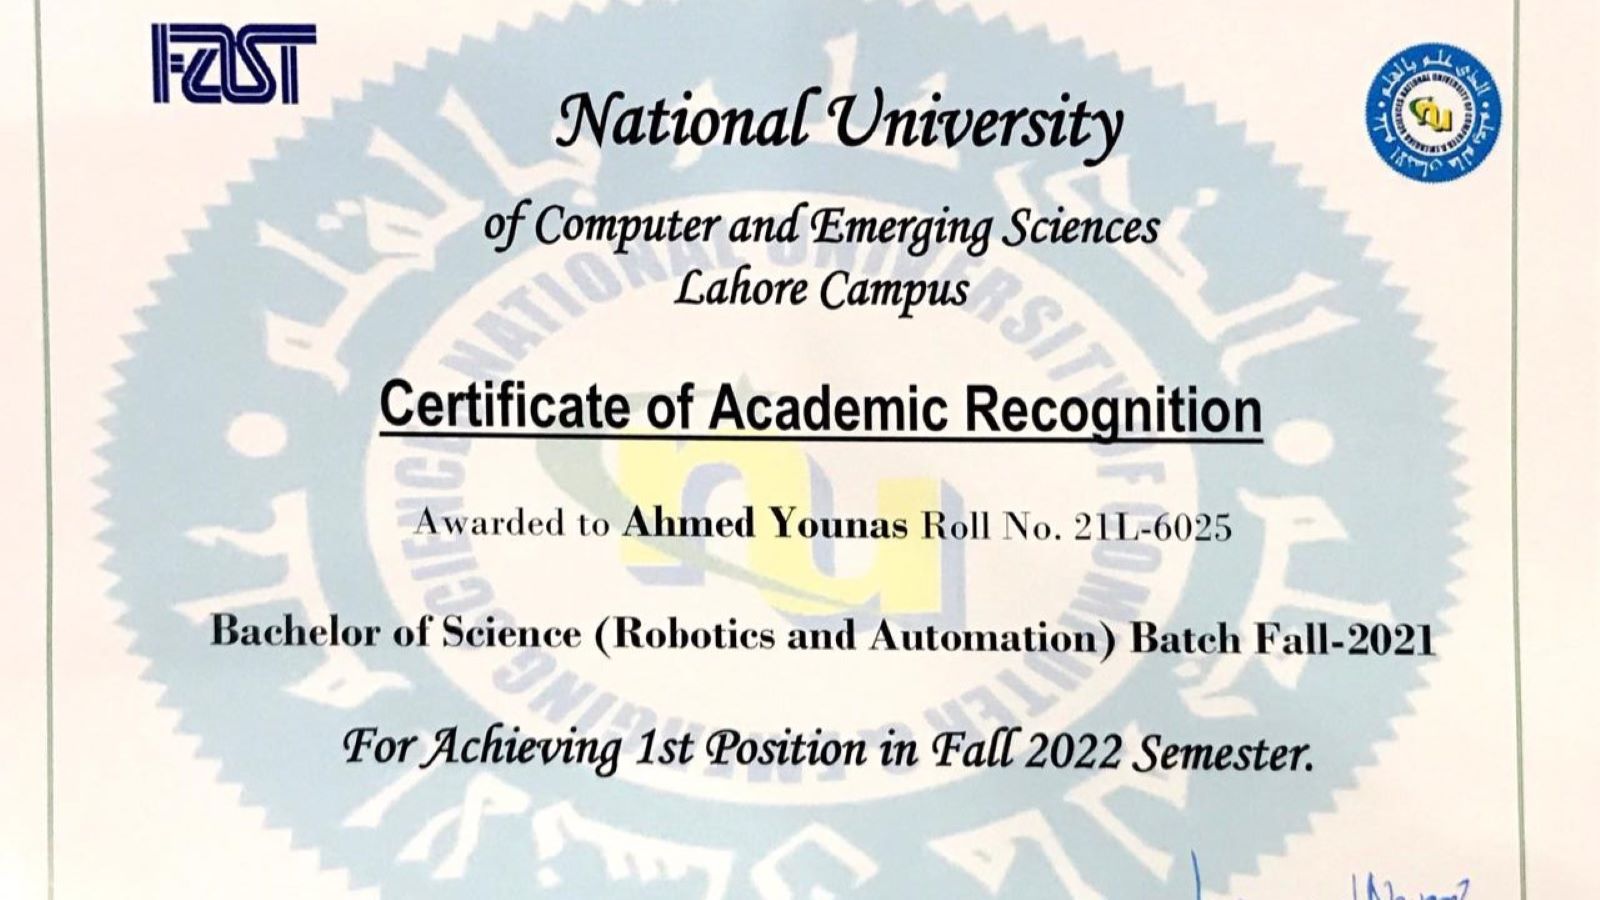 FAST
National University
of Computer and Emerging Sciences
Lahore Campus
Certificate of Academic Recognition
Awarded to Ahmed Younas Roll No. 21L-6025
Bachelor of Science (Robotics and Automation) Batch Fall-2021
For Achieving 1st Position in Fall 2022 Semester.